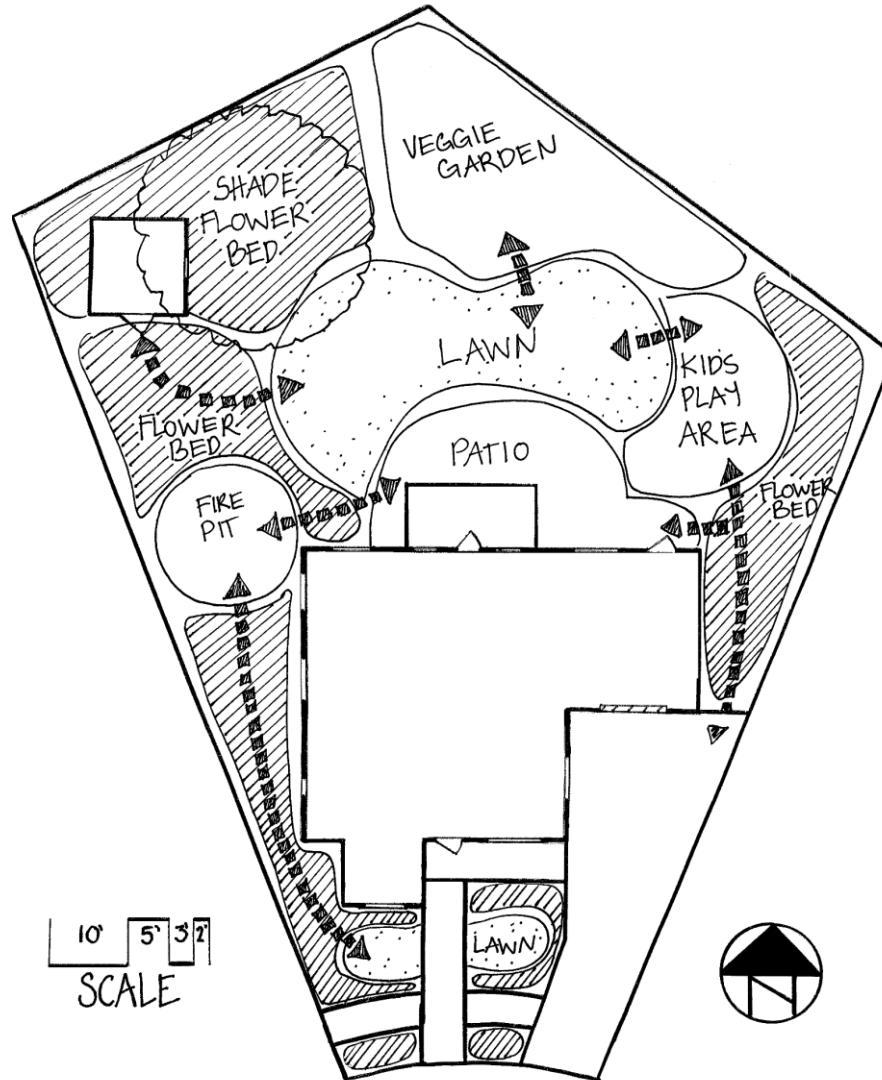 VEGGIE
GARDEN
SHADE
FLOWER
BED
LAWN
KIDS
PLAY
AREA
FLOWER
BED
PATIO
FIRE
PIT
FLOWER
BED
LAWN
10' 5' 3' 2'
SCALE
N